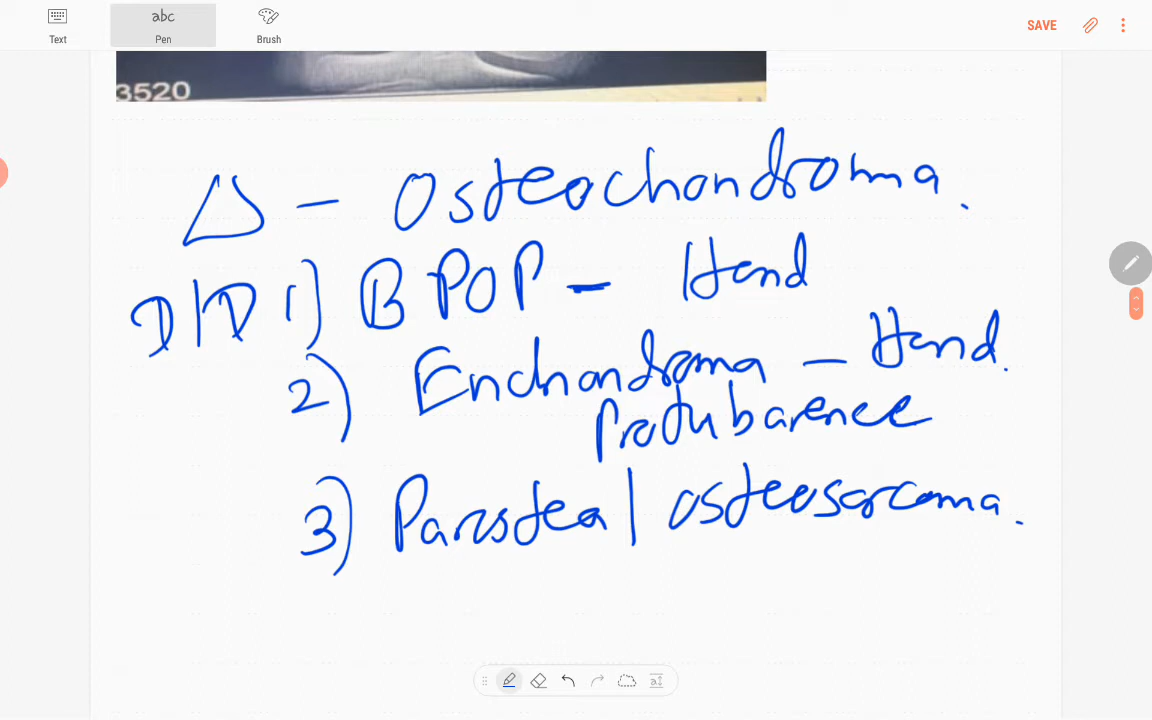 Text
abc
Pen
Brush
SAVE
3520
Δ - Osteochondroma.
D/D 1) BPOP - Hand
2) Enchondroma - Hand.
Protubarence
3) Parosteal osteosarcoma.